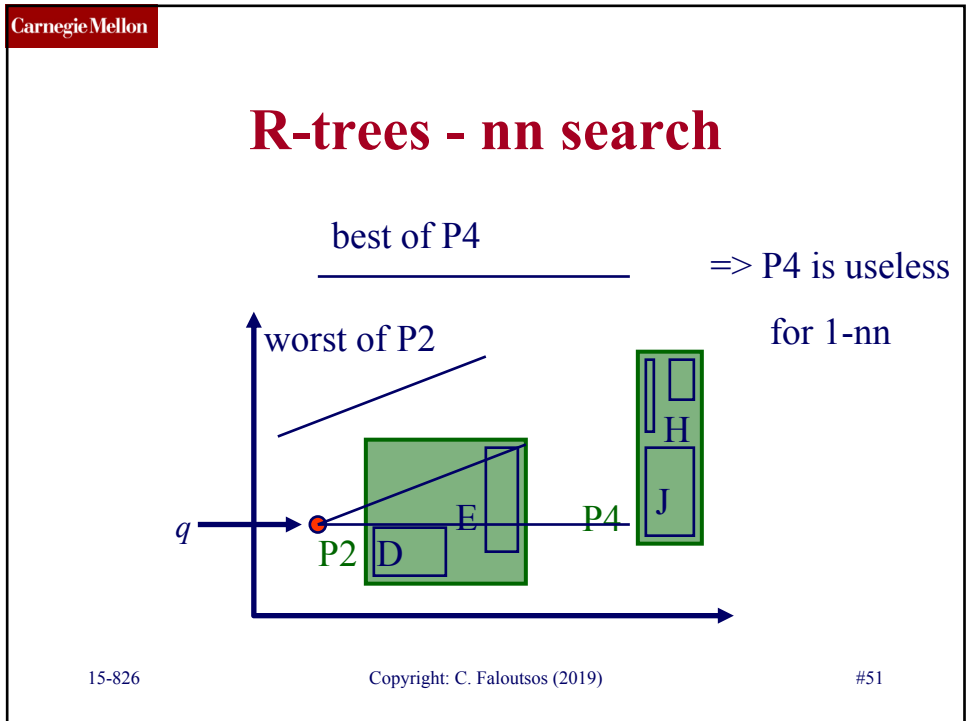 Carnegie Mellon
R-trees - nn search
best of P4
=> P4 is useless
for 1-nn
worst of P2
H
J
E
P4
q
P2
D
15-826
Copyright: C. Faloutsos (2019)
#51